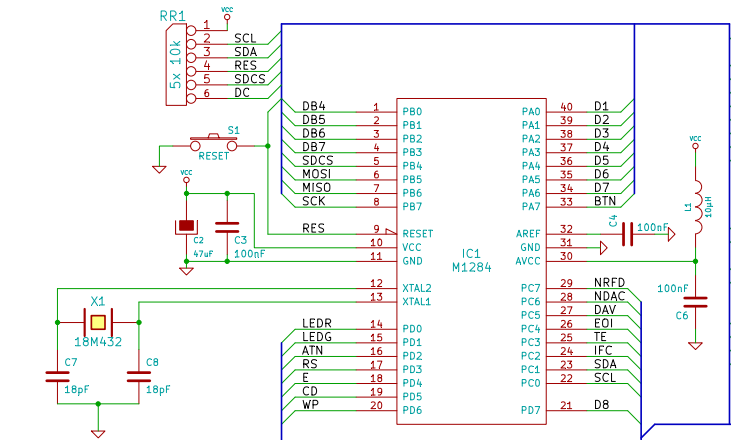 RR1
VCC
1
2 SCL
3 SDA
4 RES
5 SDCS
6 DC
5x 10k
S1
RESET
VCC
C2
47uF
C3
100nF
DB4 1 PB0
DB5 2 PB1
DB6 3 PB2
DB7 4 PB3
SDCS 5 PB4
MOSI 6 PB5
MISO 7 PB6
SCK 8 PB7
RES 9 RESET
10 VCC
11 GND
12 XTAL2
13 XTAL1
LEDR 14 PD0
LEDG 15 PD1
ATN 16 PD2
RS 17 PD3
E 18 PD4
CD 19 PD5
WP 20 PD6
IC1
M1284
PA0 40 D1
PA1 39 D2
PA2 38 D3
PA3 37 D4
PA4 36 D5
PA5 35 D6
PA6 34 D7
PA7 33 BTN
AREF 32
GND 31
AVCC 30
PC7 29 NRFD
PC6 28 NDAC
PC5 27 DAV
PC4 26 EOI
PC3 25 TE
PC2 24 IFC
PC1 23 SDA
PC0 22 SCL
PD7 21 D8
C4
100nF
VCC
L1
10µH
100nF
C6
X1
18M432
C7
18pF
C8
18pF